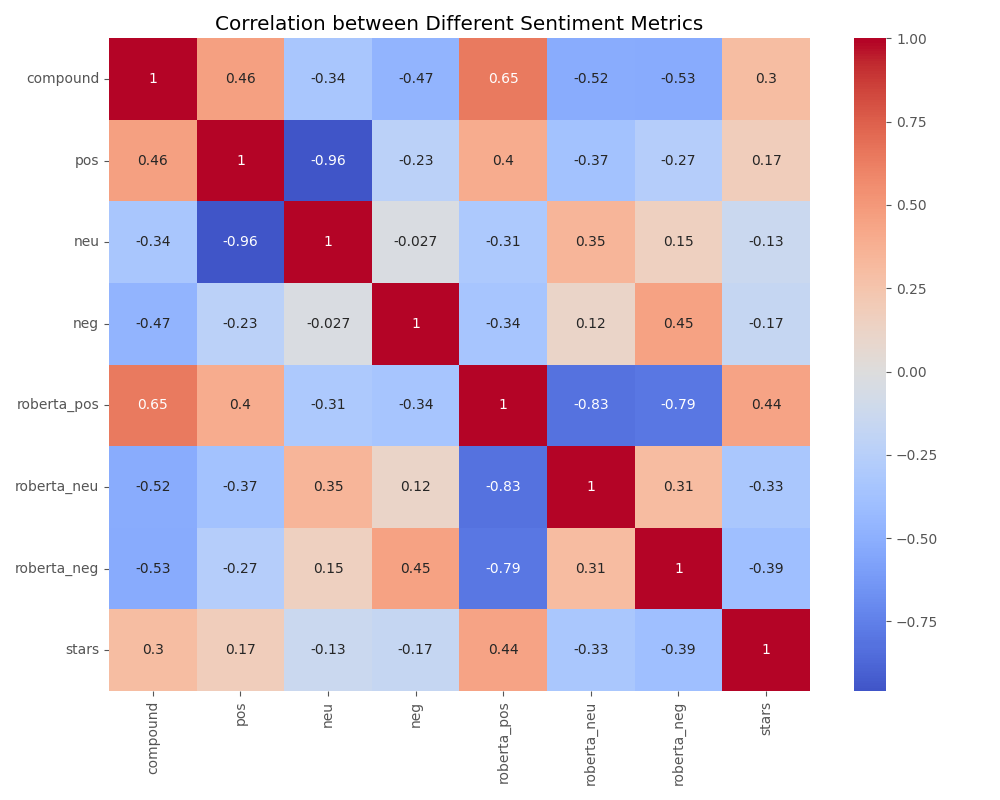 Correlation between Different Sentiment Metrics
compound 1 0.46 -0.34 -0.47 0.65 -0.52 -0.53 0.3
pos 0.46 1 -0.96 -0.23 0.4 -0.37 -0.27 0.17
neu -0.34 -0.96 1 -0.027 -0.31 0.35 0.15 -0.13
neg -0.47 -0.23 -0.027 1 -0.34 0.12 0.45 -0.17
roberta_pos 0.65 0.4 -0.31 -0.34 1 -0.83 -0.79 0.44
roberta_neu -0.52 -0.37 0.35 0.12 -0.83 1 0.31 -0.33
roberta_neg -0.53 -0.27 0.15 0.45 -0.79 0.31 1 -0.39
stars 0.3 0.17 -0.13 -0.17 0.44 -0.33 -0.39 1
compound pos neu neg roberta_pos roberta_neu roberta_neg stars
1.00
0.75
0.50
0.25
0.00
−0.25
−0.50
−0.75